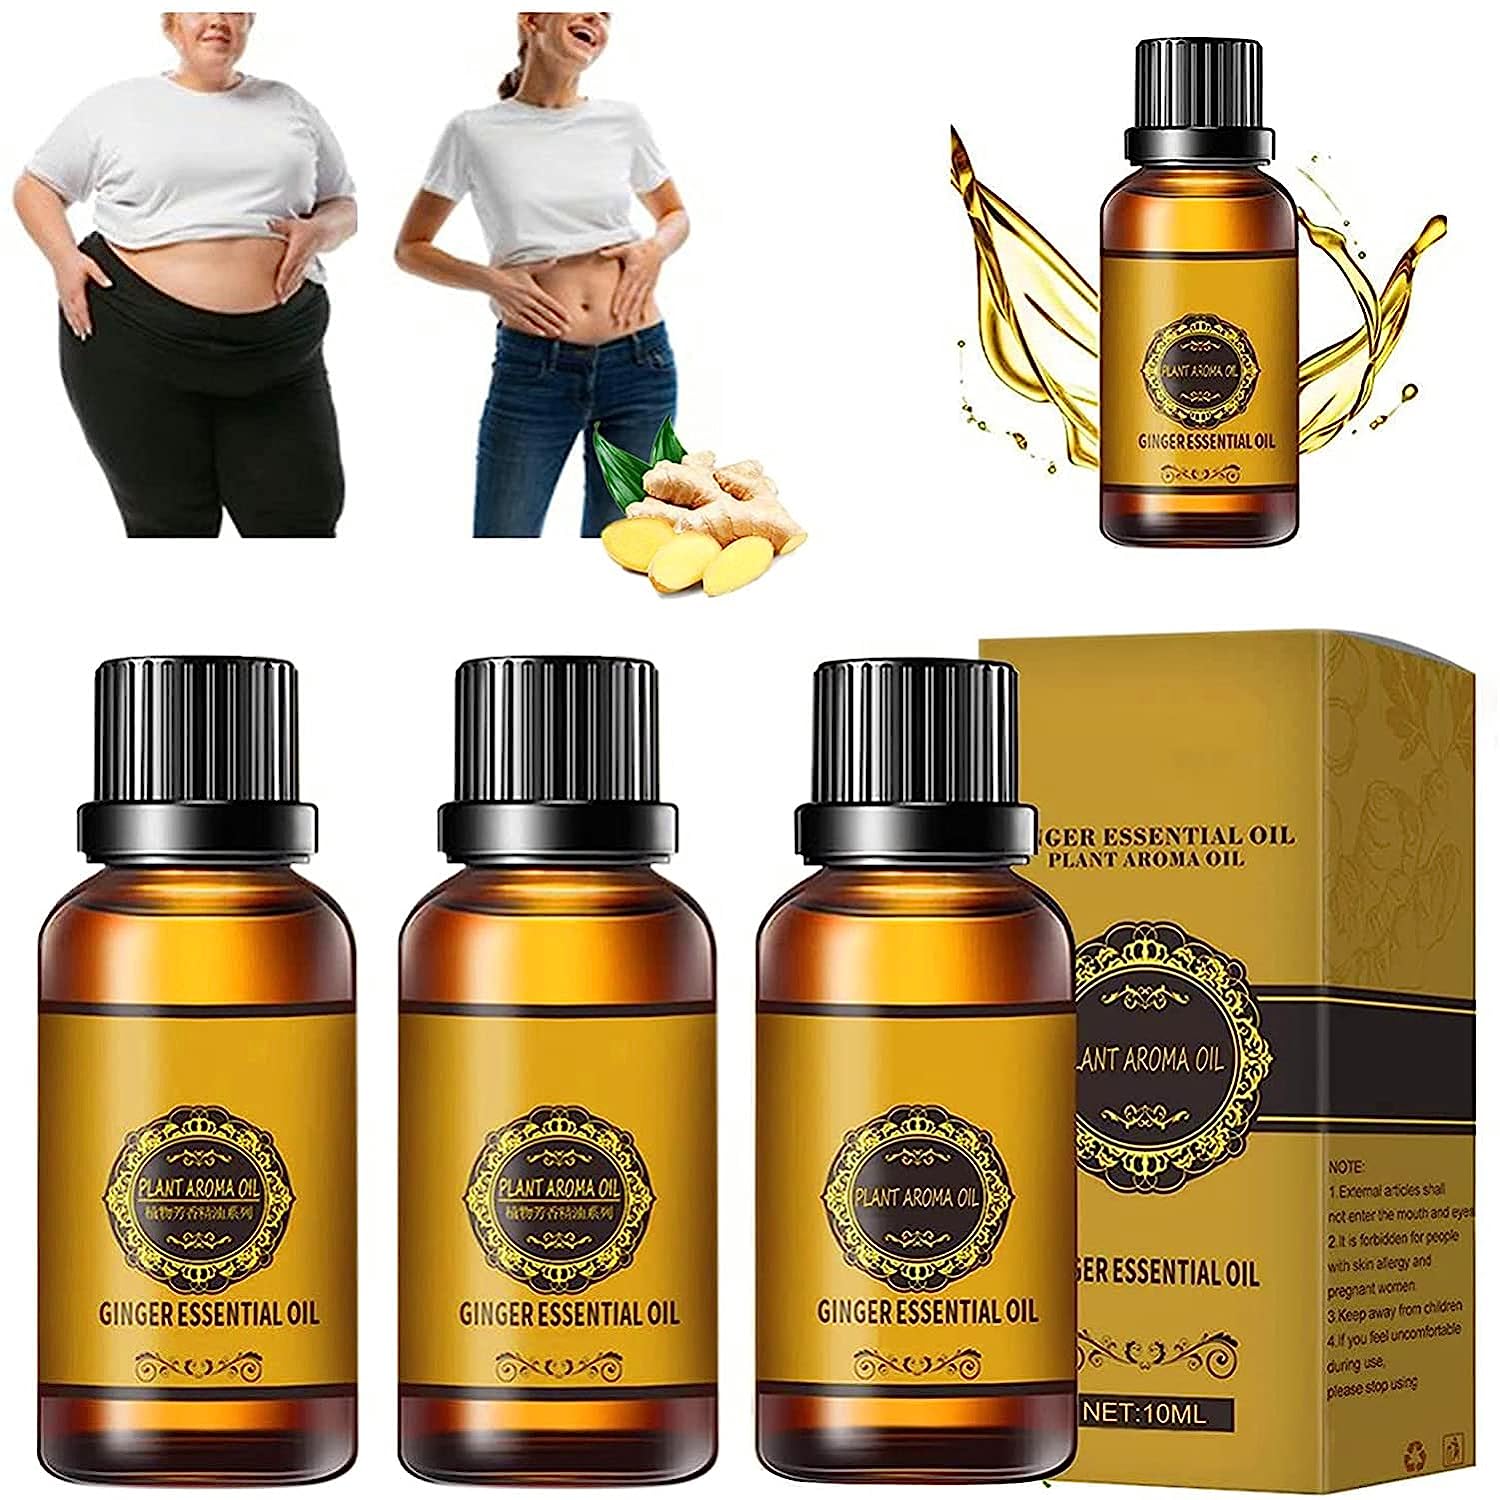 PLANT AROMA OIL
GINGER ESSENTIAL OIL
PLANT AROMA OIL
植物芳香精油系列
GINGER ESSENTIAL OIL
PLANT AROMA OIL
植物芳香精油系列
GINGER ESSENTIAL OIL
PLANT AROMA OIL
GINGER ESSENTIAL OIL
NGER ESSENTIAL OIL
PLANT AROMA OIL
LANT AROMA OIL
GER ESSENTIAL OIL
NET:10ML
NOTE:
1.External articles shall
not enter the mouth and eyes
2.It is forbidden for people
with skin allergy and
pregnant women.
3.Keep away from children
4.If you feel uncomfortable
during use,
please stop using